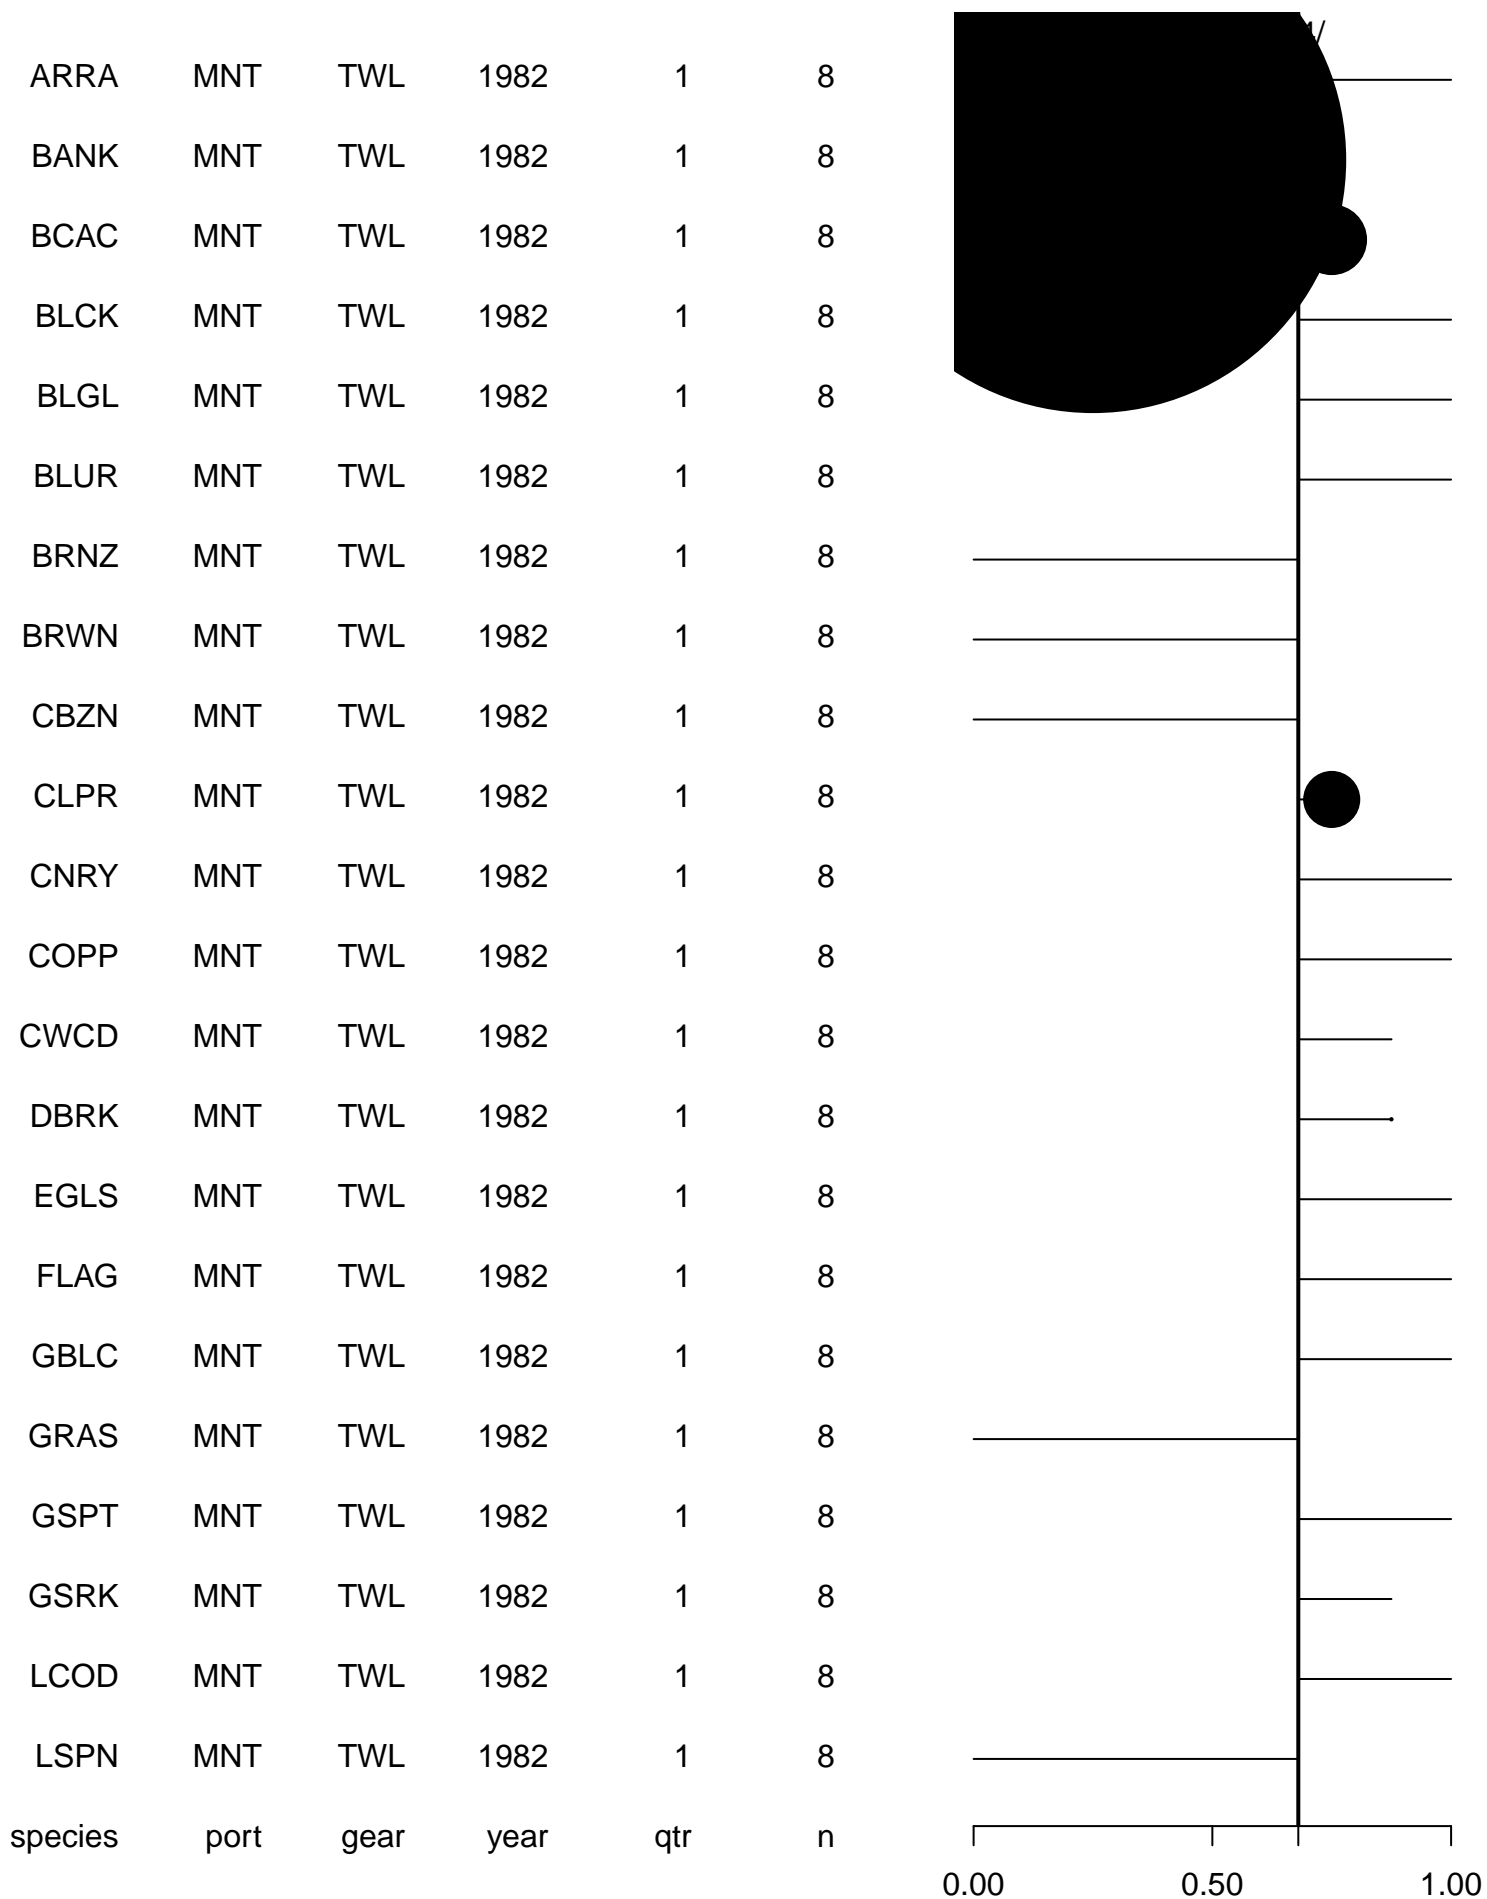 ARRA MNT TWL 1982 1 8
BANK MNT TWL 1982 1 8
BCAC MNT TWL 1982 1 8
BLCK MNT TWL 1982 1 8
BLGL MNT TWL 1982 1 8
BLUR MNT TWL 1982 1 8
BRNZ MNT TWL 1982 1 8
BRWN MNT TWL 1982 1 8
CBZN MNT TWL 1982 1 8
CLPR MNT TWL 1982 1 8
CNRY MNT TWL 1982 1 8
COPP MNT TWL 1982 1 8
CWCD MNT TWL 1982 1 8
DBRK MNT TWL 1982 1 8
EGLS MNT TWL 1982 1 8
FLAG MNT TWL 1982 1 8
GBLC MNT TWL 1982 1 8
GRAS MNT TWL 1982 1 8
GSPT MNT TWL 1982 1 8
GSRK MNT TWL 1982 1 8
LCOD MNT TWL 1982 1 8
LSPN MNT TWL 1982 1 8
species port gear year qtr n
0.00 0.50 1.00